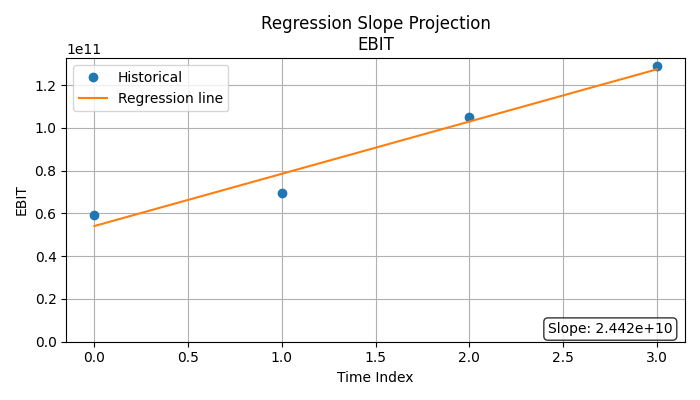 Regression Slope Projection
EBIT
1e11
Historical
Regression line
1.2
1.0
0.8
0.6
0.4
0.2
0.0
EBIT
Slope: 2.442e+10
0.0 0.5 1.0 1.5 2.0 2.5 3.0
Time Index